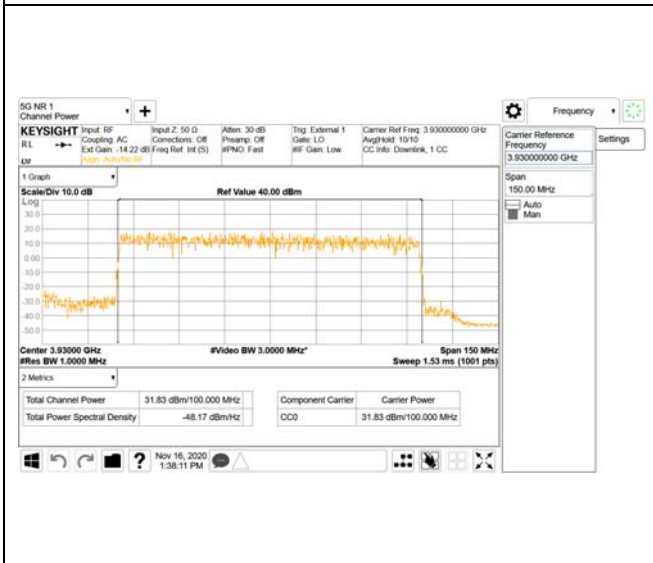 5G NR 1
Channel Power
Frequency
KEYSIGHT
RL
Input: RF
Coupling: AC
Ext Gain: -14.22 dB
Align: Auto/No RF
Input Z: 50 Ω
Corrections: Off
Freq Ref: Int (S)
Atten: 30 dB
Preamp: Off
#PNO: Fast
Trig: External 1
Gate: LO
#IF Gain: Low
Carrier Ref Freq: 3.930000000 GHz
Avg|Hold: 10/10
CC Info: Downlink, 1 CC
Carrier Reference
Frequency
3.930000000 GHz
Settings
Span
150.00 MHz
Auto
Man
1 Graph
Scale/Div 10.0 dB
Ref Value 40.00 dBm
Log
30.0
20.0
10.0
0.00
-10.0
-20.0
-30.0
-40.0
-50.0
Center 3.93000 GHz
#Video BW 3.0000 MHz*
Span 150 MHz
#Res BW 1.0000 MHz
Sweep 1.53 ms (1001 pts)
2 Metrics
Total Channel Power 31.83 dBm/100.000 MHz
Total Power Spectral Density -48.17 dBm/Hz
Component Carrier Carrier Power
CC0 31.83 dBm/100.000 MHz
?
Nov 16, 2020
1:38:11 PM